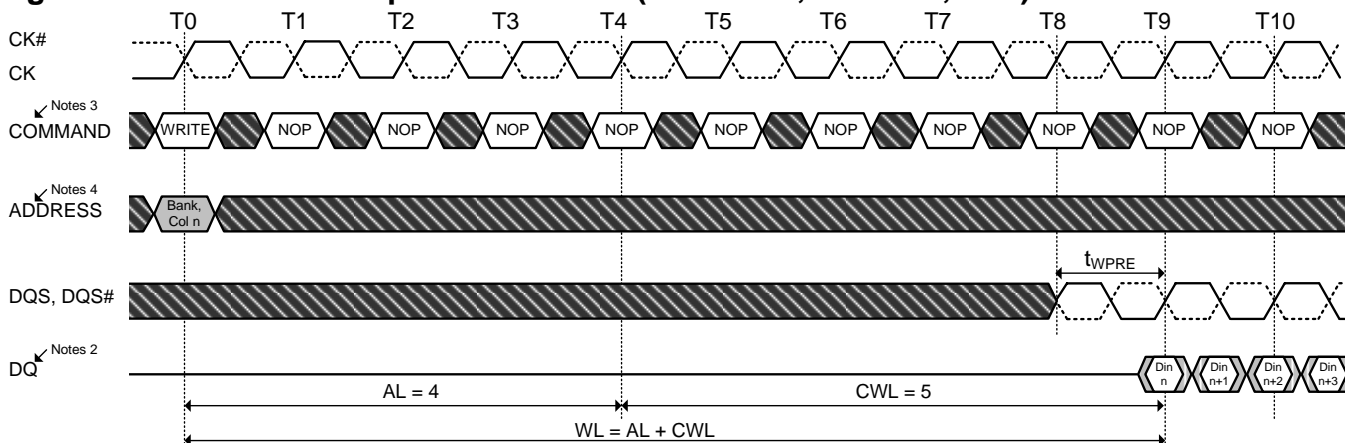 T0 T1 T2 T3 T4 T5 T6 T7 T8 T9 T10
CK#
CK
Notes 3
COMMAND WRITE NOP NOP NOP NOP NOP NOP NOP NOP NOP NOP
Notes 4
ADDRESS
Bank,
Col n
tWPRE
DQS, DQS#
Notes 2
DQ
Din Din Din Din
n n+1 n+2 n+3
AL = 4 CWL = 5
WL = AL + CWL